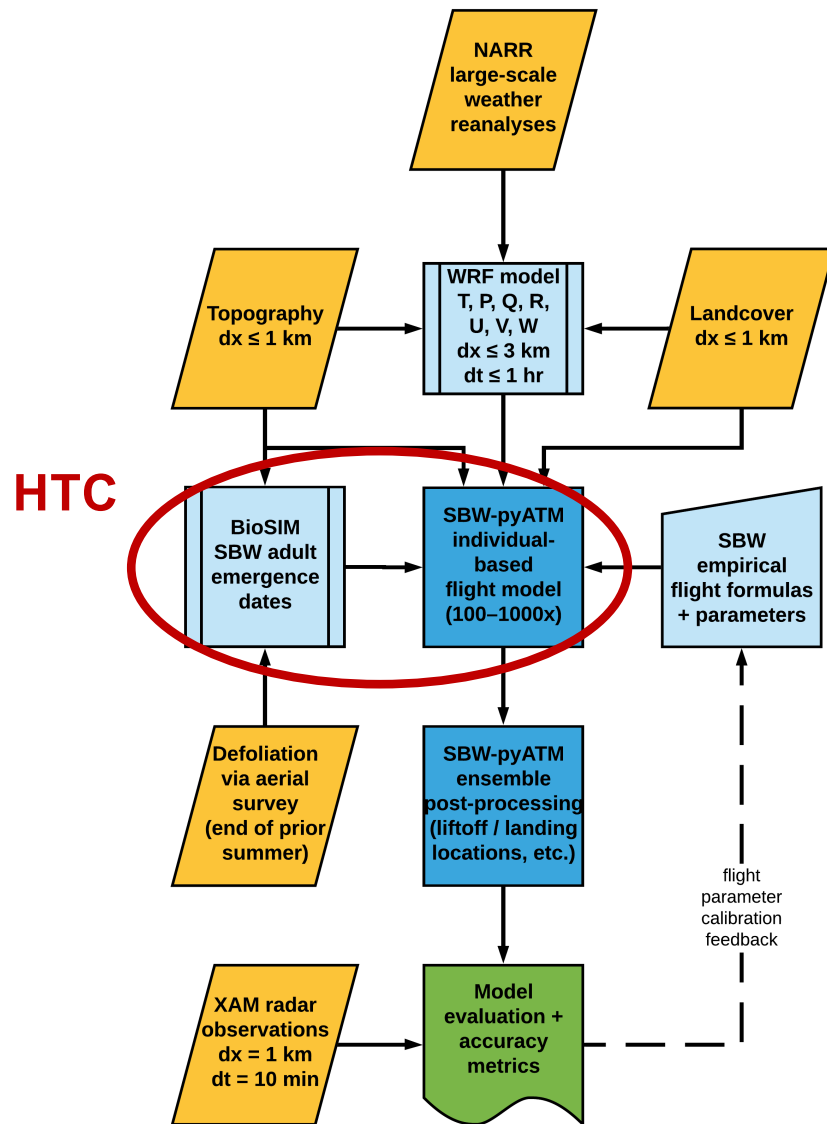 NARR
large-scale
weather
reanalyses
Topography
dx ≤ 1 km
WRF model
T, P, Q, R,
U, V, W
dx ≤ 3 km
dt ≤ 1 hr
Landcover
dx ≤ 1 km
HTC
BioSIM
SBW adult
emergence
dates
SBW-pyATM
individual-
based
flight model
(100–1000x)
SBW
empirical
flight formulas
+ parameters
Defoliation
via aerial
survey
(end of prior
summer)
SBW-pyATM
ensemble
post-processing
(liftoff / landing
locations, etc.)
flight
parameter
calibration
feedback
XAM radar
observations
dx = 1 km
dt = 10 min
Model
evaluation +
accuracy
metrics